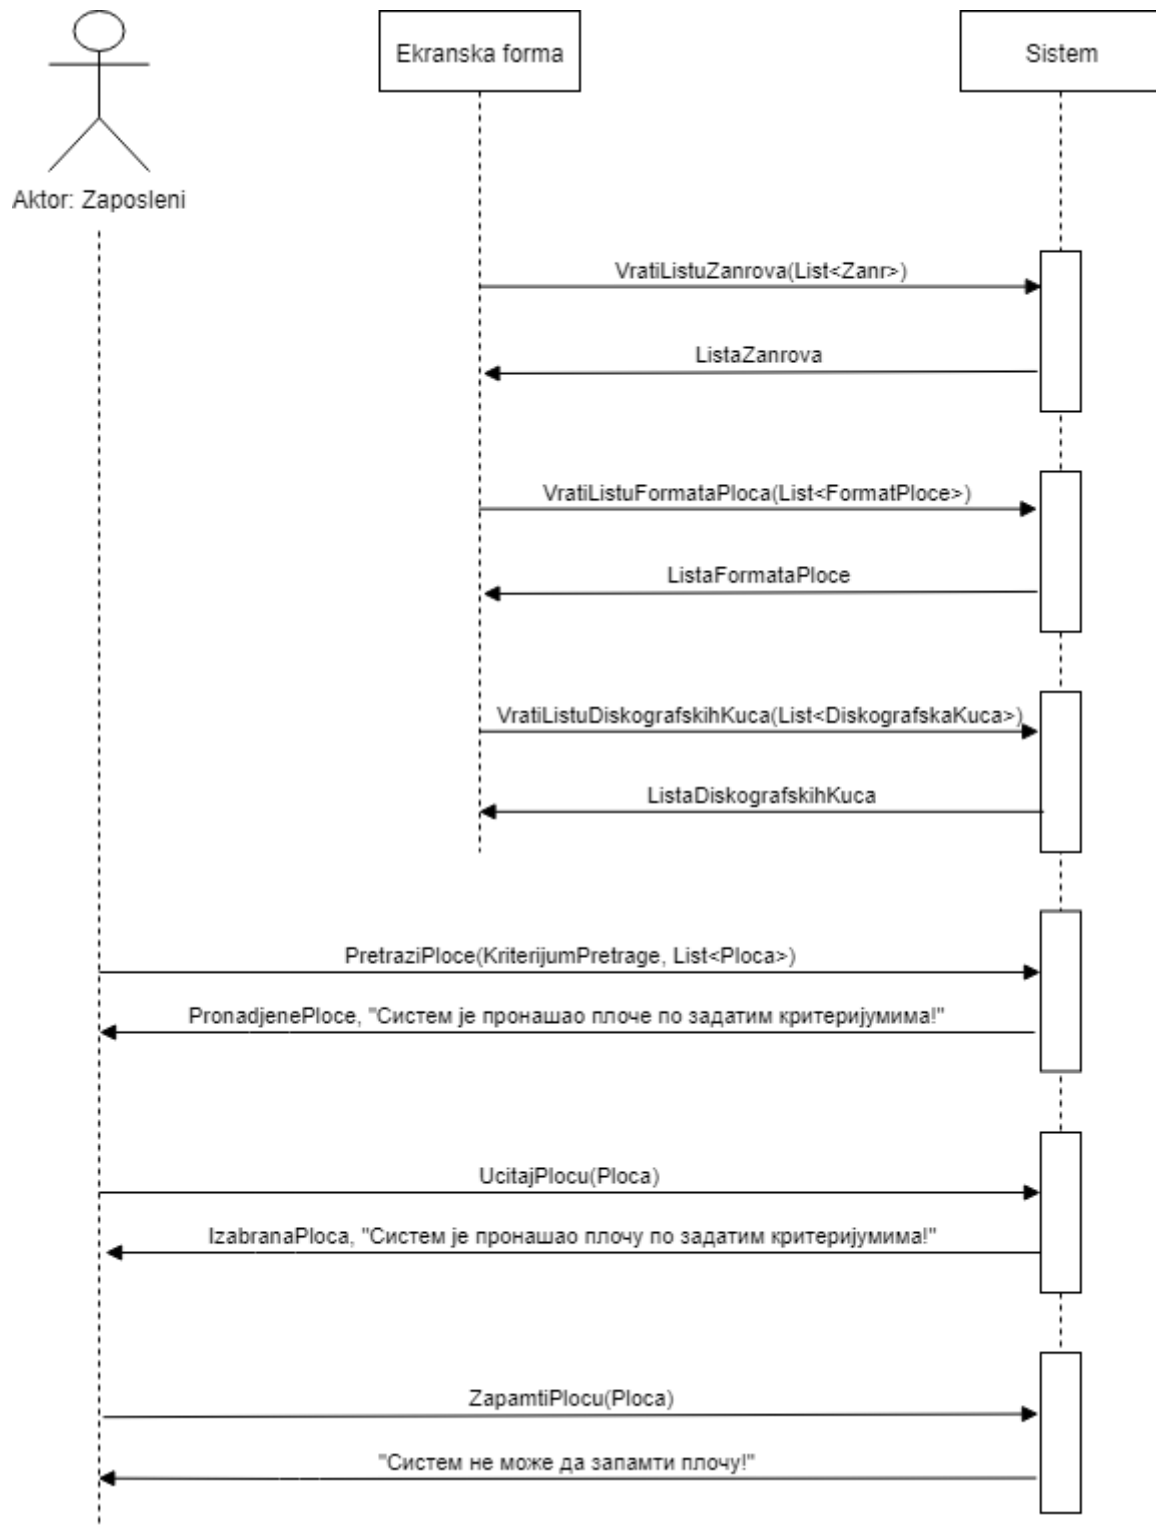 Ekranska forma
Sistem
Aktor: Zaposleni
VratiListuZanrova(List<Zanr>)
ListaZanrova
VratiListuFormataPloca(List<FormatPloce>)
ListaFormataPloce
VratiListuDiskografskihKuca(List<DiskografskaKuca>)
ListaDiskografskihKuca
PretraziPloce(KriterijumPretrage, List<Ploca>)
PronadjenePloce, "Систем је пронашао плоче по задатим критеријумима!"
UcitajPlocu(Ploca)
IzabranaPloca, "Систем је пронашао плочу по задатим критеријумима!"
ZapamtiPlocu(Ploca)
"Систем не може да запамти плочу!"